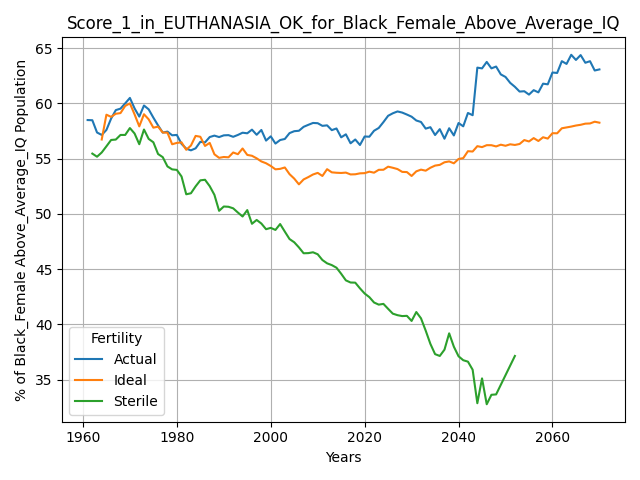 Score_1_in_EUTHANASIA_OK_for_Black_Female_Above_Average_IQ
% of Black_Female Above_Average_IQ Population
65
60
55
50
45
40
35
Fertility
Actual
Ideal
Sterile
1960 1980 2000 2020 2040 2060
Years